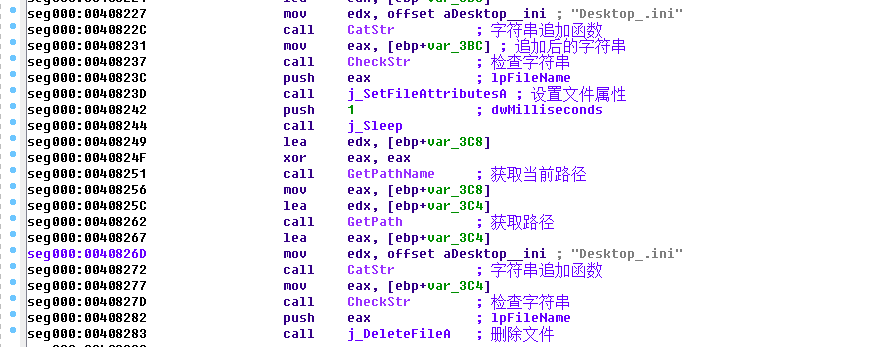 seg000:00408227 mov edx, offset aDesktop__ini ; "Desktop_.ini"
seg000:0040822C call CatStr ; 字符串追加函数
seg000:00408231 mov eax, [ebp+var_3BC] ; 追加后的字符串
seg000:00408237 call CheckStr ; 检查字符串
seg000:0040823C push eax ; lpFileName
seg000:0040823D call j_SetFileAttributesA ; 设置文件属性
seg000:00408242 push 1 ; dwMilliseconds
seg000:00408244 call j_Sleep
seg000:00408249 lea edx, [ebp+var_3C8]
seg000:0040824F xor eax, eax
seg000:00408251 call GetPathName ; 获取当前路径
seg000:00408256 mov eax, [ebp+var_3C8]
seg000:0040825C lea edx, [ebp+var_3C4]
seg000:00408262 call GetPath ; 获取路径
seg000:00408267 lea eax, [ebp+var_3C4]
seg000:0040826D mov edx, offset aDesktop__ini ; "Desktop_.ini"
seg000:00408272 call CatStr ; 字符串追加函数
seg000:00408277 mov eax, [ebp+var_3C4]
seg000:0040827D call CheckStr ; 检查字符串
seg000:00408282 push eax ; lpFileName
seg000:00408283 call j_DeleteFileA ; 删除文件